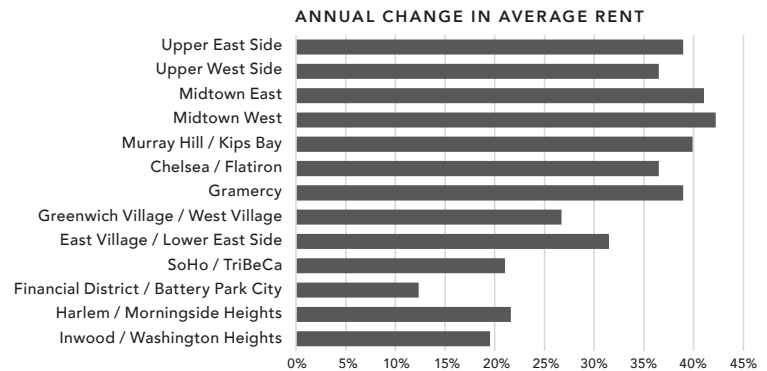 ANNUAL CHANGE IN AVERAGE RENT
Upper East Side
Upper West Side
Midtown East
Midtown West
Murray Hill / Kips Bay
Chelsea / Flatiron
Gramercy
Greenwich Village / West Village
East Village / Lower East Side
SoHo / TriBeCa
Financial District / Battery Park City
Harlem / Morningside Heights
Inwood / Washington Heights
0% 5% 10% 15% 20% 25% 30% 35% 40% 45%